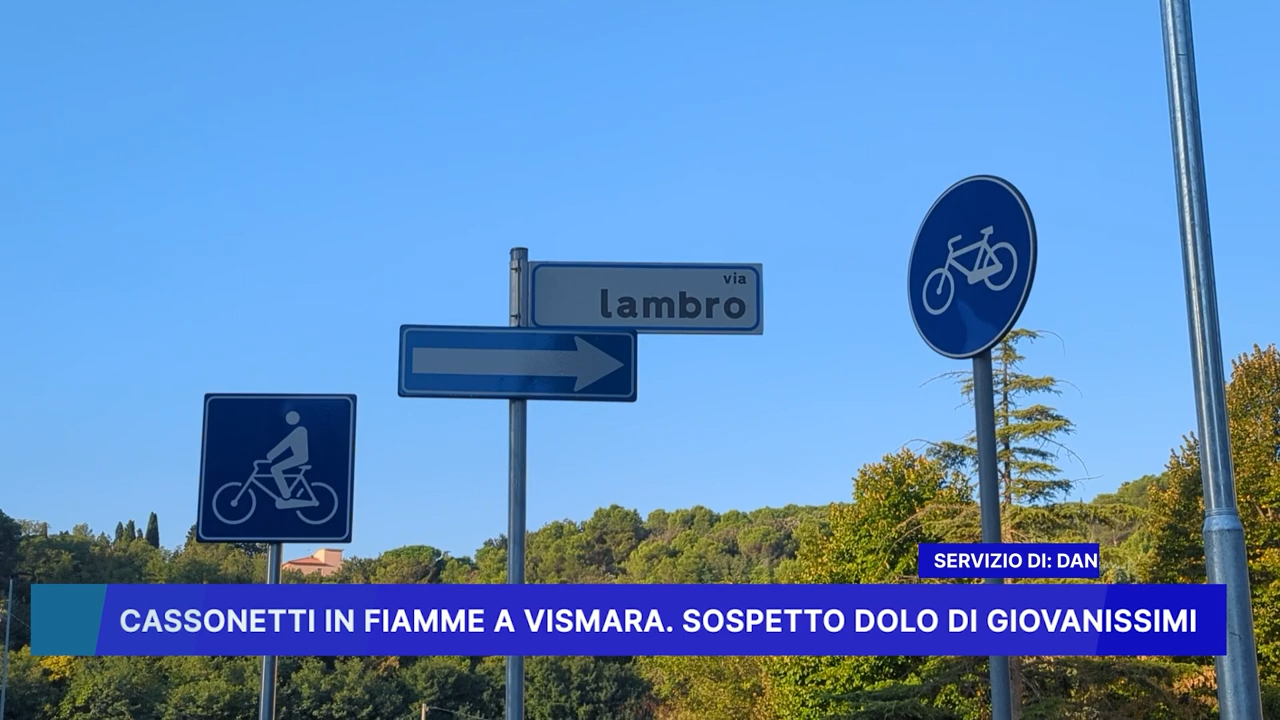 via
lambro
SERVIZIO DI: DAN
CASSONETTI IN FIAMME A VISMARA. SOSPETTO DOLO DI GIOVANISSIMI